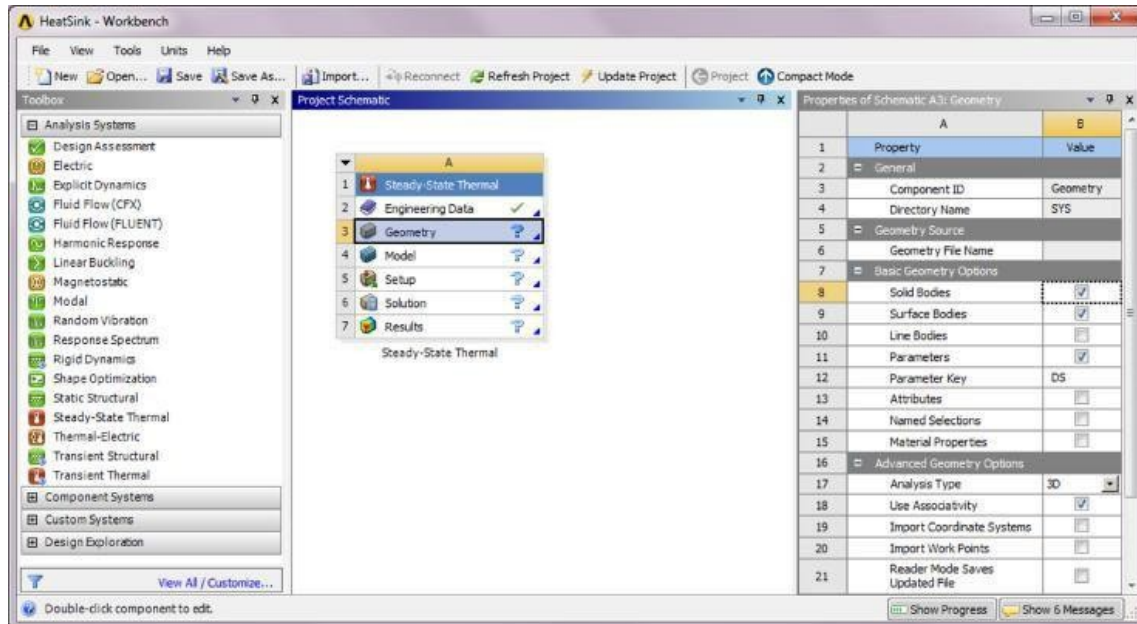 HeatSink - Workbench
File View Tools Units Help
New Open... Save Save As... Import... Reconnect Refresh Project Update Project Project Compact Mode
Toolbox
Analysis Systems
Design Assessment
Electric
Explicit Dynamics
Fluid Flow (CFX)
Fluid Flow (FLUENT)
Harmonic Response
Linear Buckling
Magnetostatic
Modal
Random Vibration
Response Spectrum
Rigid Dynamics
Shape Optimization
Static Structural
Steady-State Thermal
Thermal-Electric
Transient Structural
Transient Thermal
Component Systems
Custom Systems
Design Exploration
View All / Customize...
Project Schematic
A
1 Steady-State Thermal
2 Engineering Data
3 Geometry
4 Model
5 Setup
6 Solution
7 Results
Steady-State Thermal
Properties of Schematic A3: Geometry
A B
1 Property Value
2 General
3 Component ID Geometry
4 Directory Name SYS
5 Geometry Source
6 Geometry File Name
7 Basic Geometry Options
8 Solid Bodies
9 Surface Bodies
10 Line Bodies
11 Parameters
12 Parameter Key DS
13 Attributes
14 Named Selections
15 Material Properties
16 Advanced Geometry Options
17 Analysis Type 3D
18 Use Associativity
19 Import Coordinate Systems
20 Import Work Points
21 Reader Mode Saves
Updated File
Double-click component to edit.
Show Progress Show 6 Messages